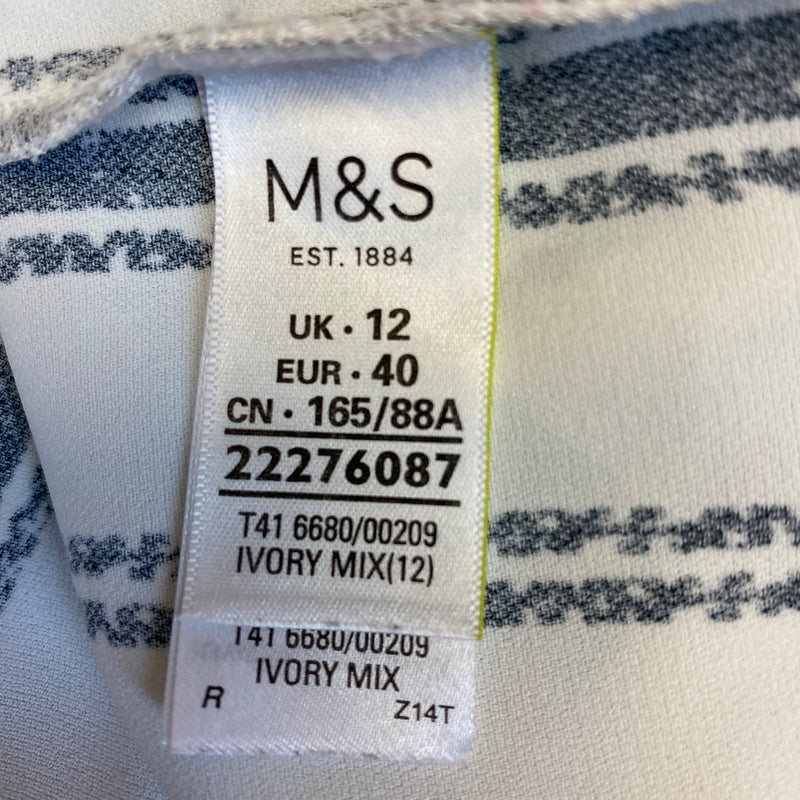 M&S
EST. 1884
UK · 12
EUR · 40
CN · 165/88A
22276087
T41 6680/00209
IVORY MIX(12)
T41 6680/00209
IVORY MIX
R
Z14T